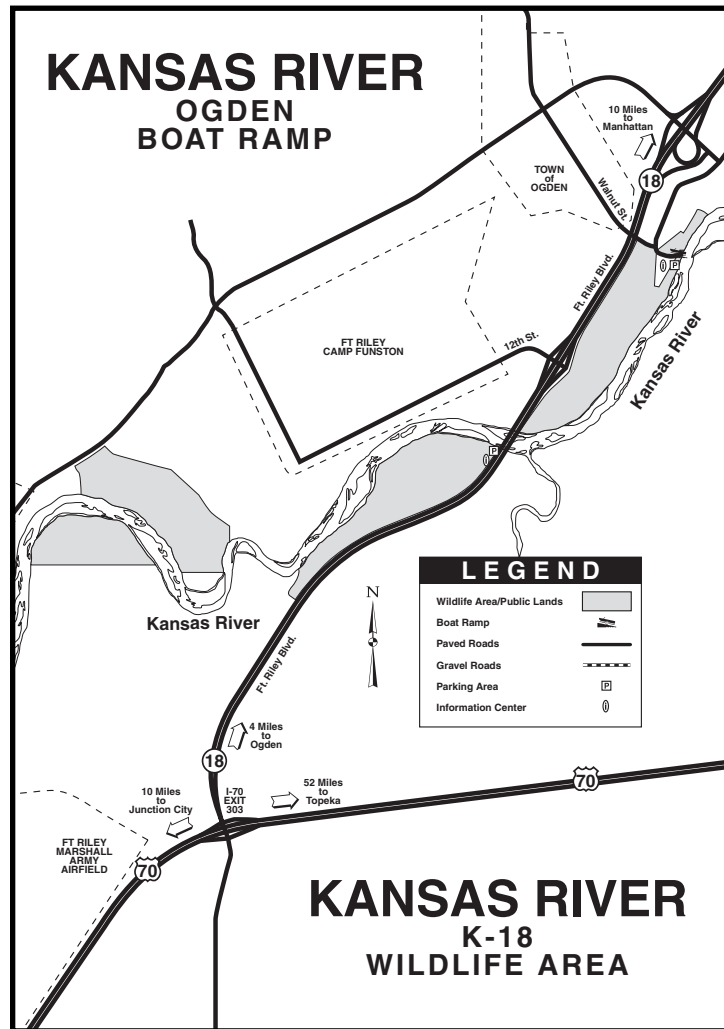 KANSAS RIVER
OGDEN
BOAT RAMP
10 Miles
to
Manhattan
18
TOWN
of
OGDEN
Walnut St.
P
Ft. Riley Blvd.
Kansas River
FT RILEY
CAMP FUNSTON
12th St.
P
Kansas River
N
LEGEND
Wildlife Area/Public Lands
Boat Ramp
Paved Roads
Gravel Roads
Parking Area
P
Information Center
Ft. Riley Blvd.
4 Miles
to
Ogden
18
10 Miles
to
Junction City
I-70
EXIT
303
52 Miles
to
Topeka
70
FT RILEY
MARSHALL
ARMY
AIRFIELD
70
KANSAS RIVER
K-18
WILDLIFE AREA